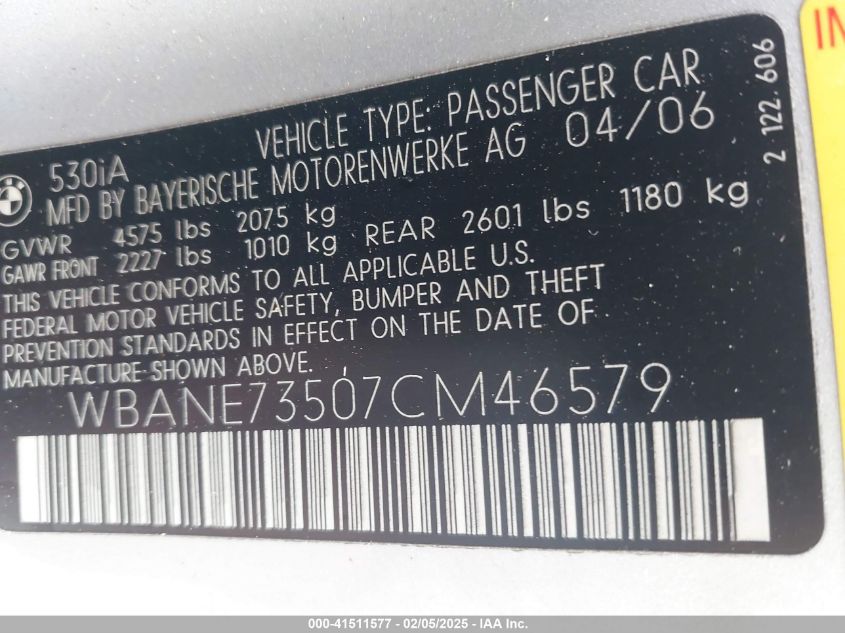 530iA VEHICLE TYPE: PASSENGER CAR
MFD BY BAYERISCHE MOTORENWERKE AG 04/06
GVWR 4575 lbs 2075 kg
GAWR FRONT 2227 lbs 1010 kg REAR 2601 lbs 1180 kg
THIS VEHICLE CONFORMS TO ALL APPLICABLE U.S.
FEDERAL MOTOR VEHICLE SAFETY, BUMPER AND THEFT
PREVENTION STANDARDS IN EFFECT ON THE DATE OF
MANUFACTURE SHOWN ABOVE.
WBANE73507CM46579
2 122 606
000-41511577 - 02/05/2025 - IAA Inc.